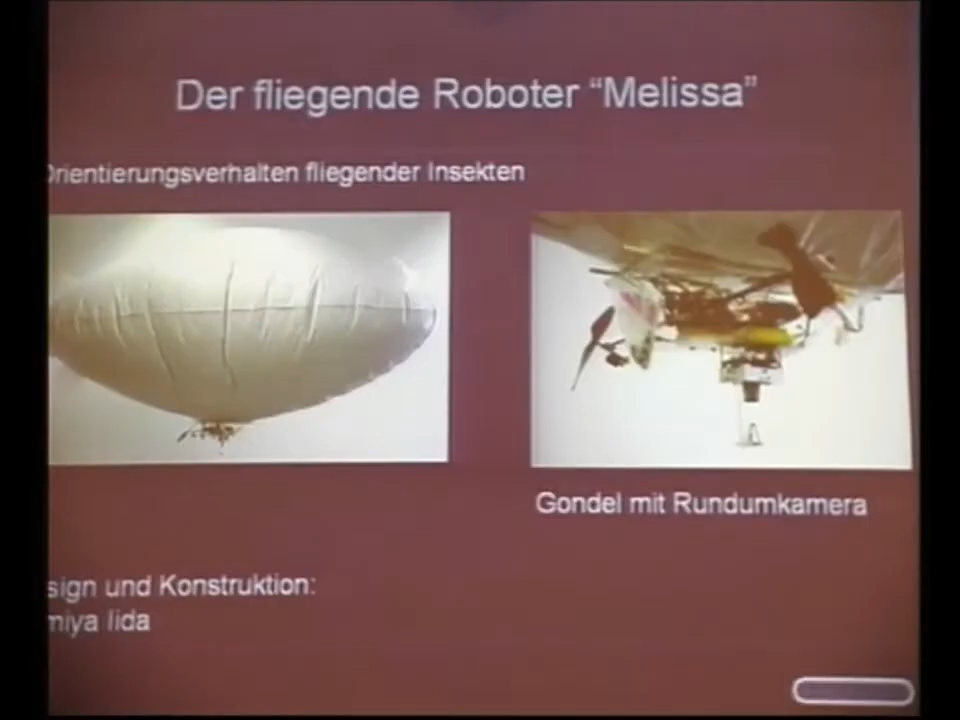 Der fliegende Roboter “Melissa”
Orientierungsverhalten fliegender Insekten
Gondel mit Rundumkamera
sign und Konstruktion:
miya Iida